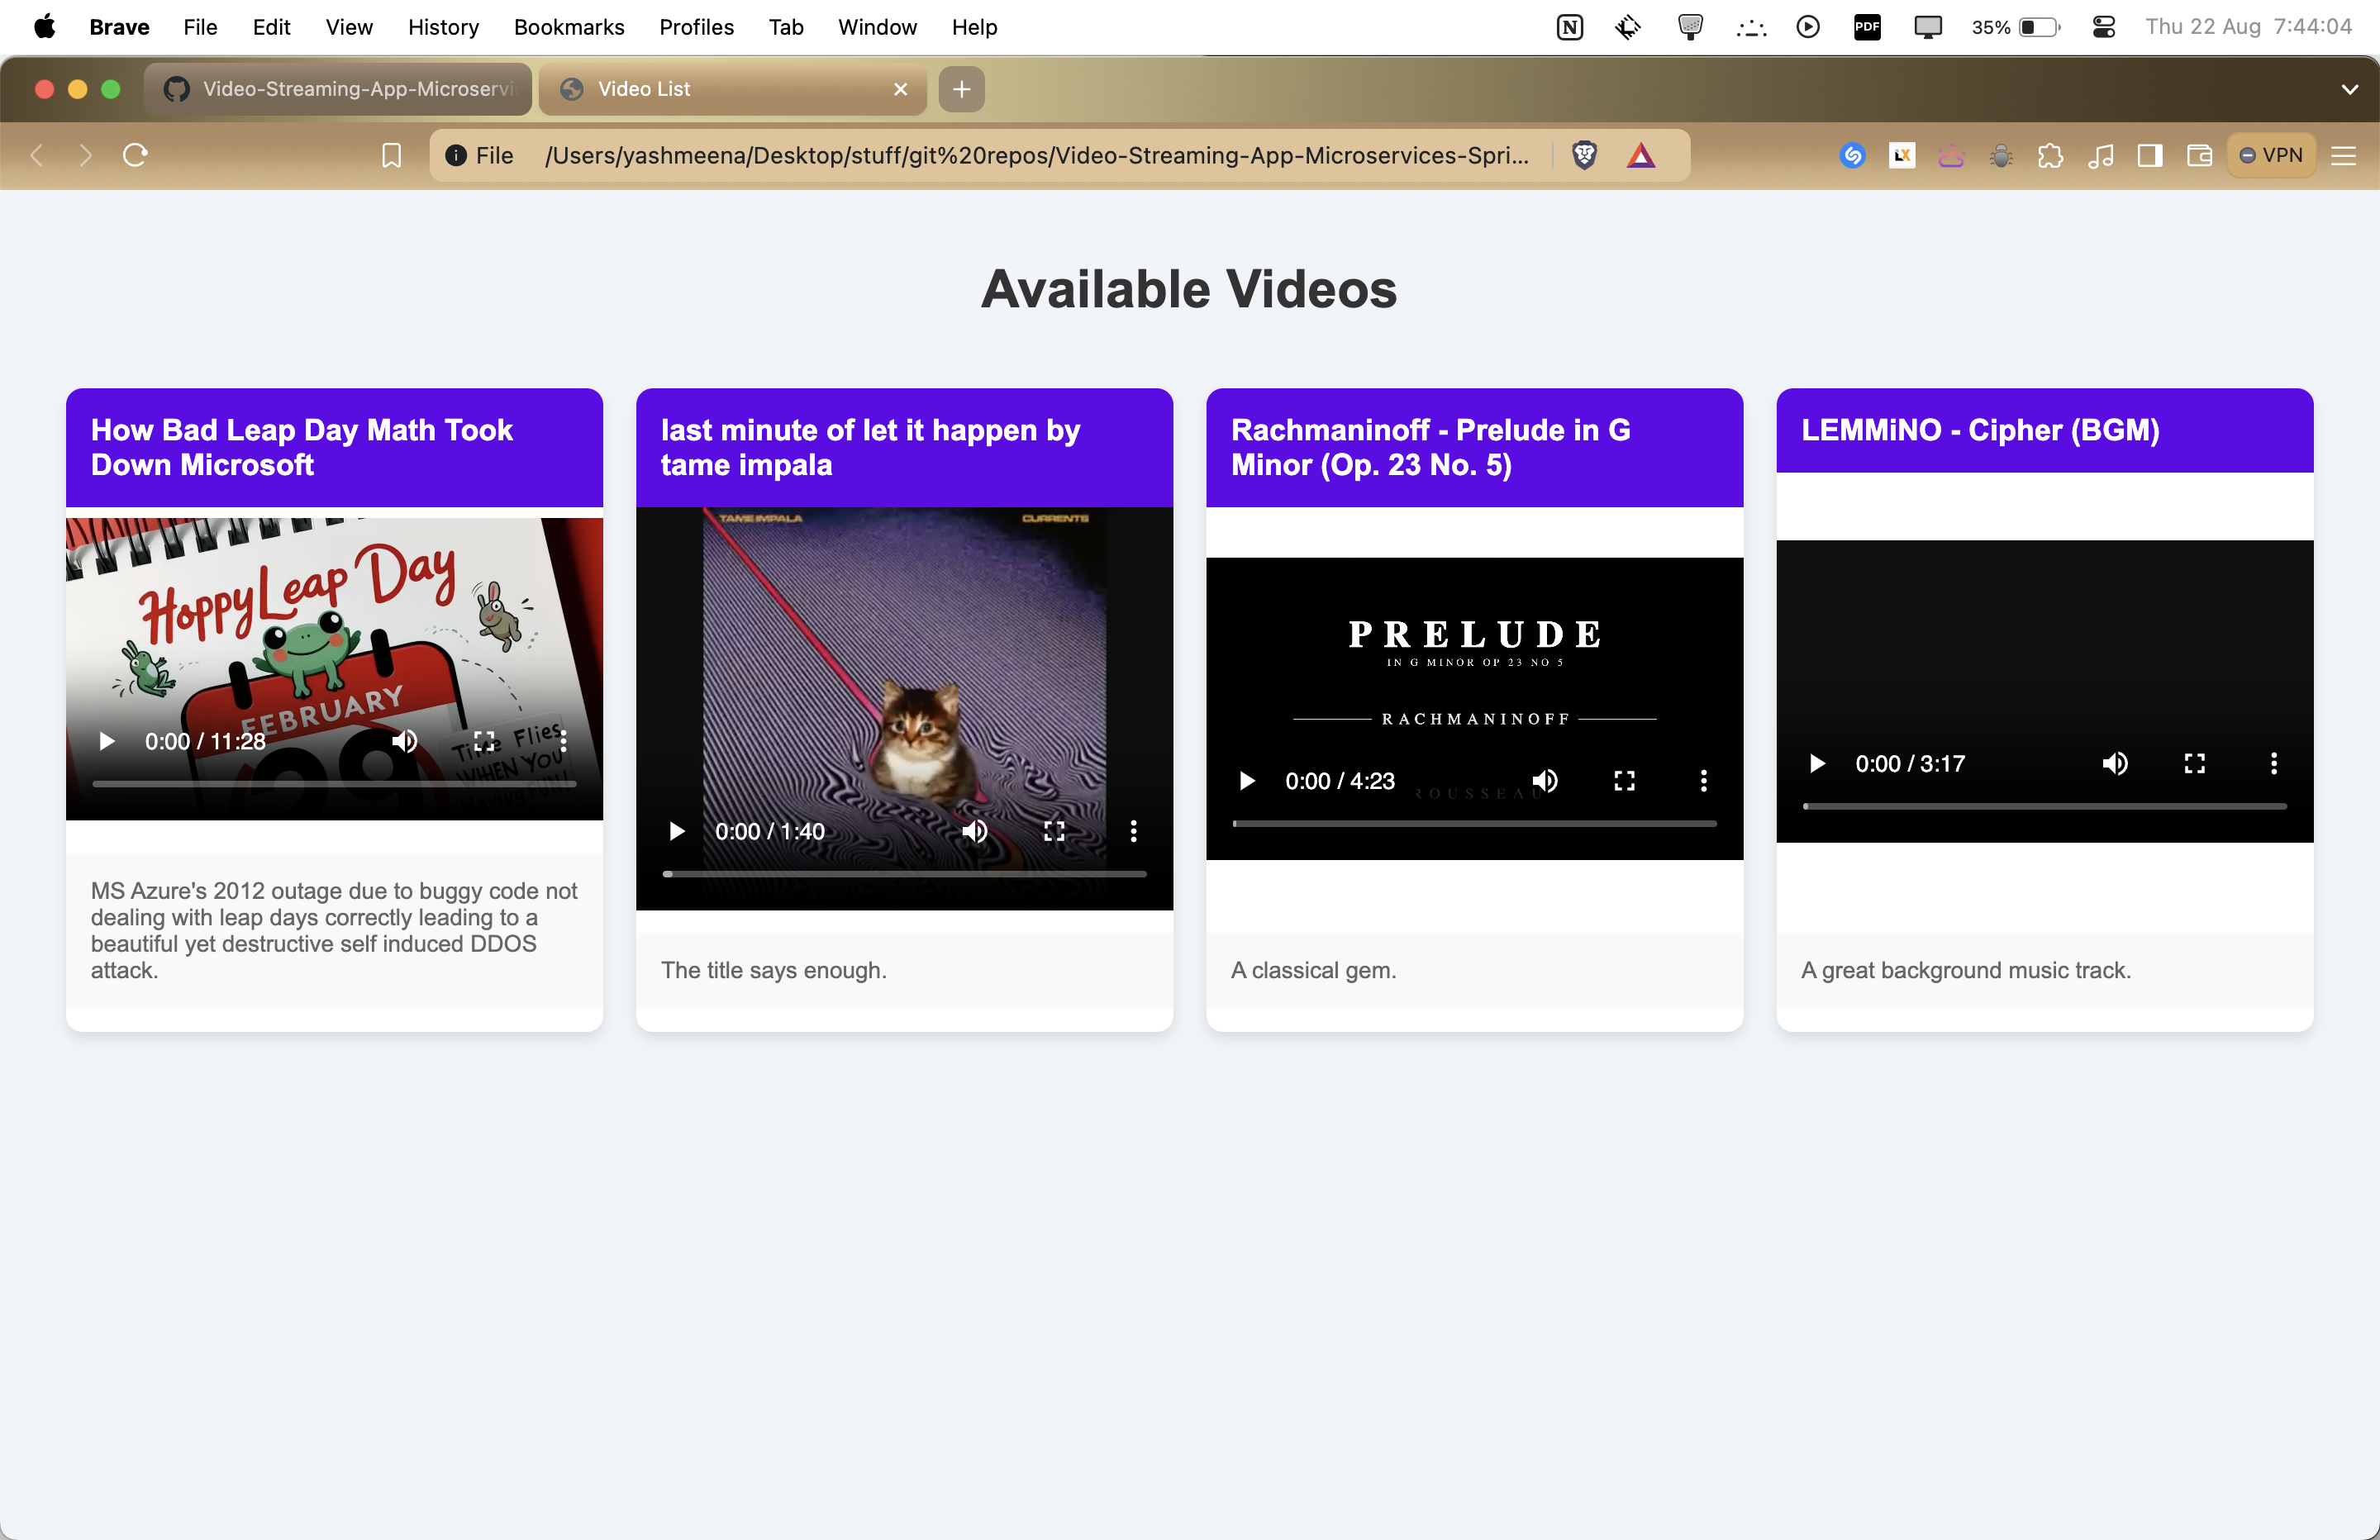 Brave File Edit View History Bookmarks Profiles Tab Window Help PDF 35% Thu 22 Aug 7:44:04
Video-Streaming-App-Microservi
Video List
File /Users/yashmeena/Desktop/stuff/git%20repos/Video-Streaming-App-Microservices-Spri...
LX
VPN
Available Videos
How Bad Leap Day Math Took
Down Microsoft
Hoppy Leap Day
FEBRUARY
29
Time Flies
WHEN YOU
Having FUN!
0:00 / 11:28
MS Azure's 2012 outage due to buggy code not
dealing with leap days correctly leading to a
beautiful yet destructive self induced DDOS
attack.
last minute of let it happen by
tame impala
TAME IMPALA CURRENTS
0:00 / 1:40
The title says enough.
Rachmaninoff - Prelude in G
Minor (Op. 23 No. 5)
PRELUDE
IN G MINOR OP 23 NO 5
RACHMANINOFF
0:00 / 4:23
ROUSSEAU
A classical gem.
LEMMiNO - Cipher (BGM)
0:00 / 3:17
A great background music track.